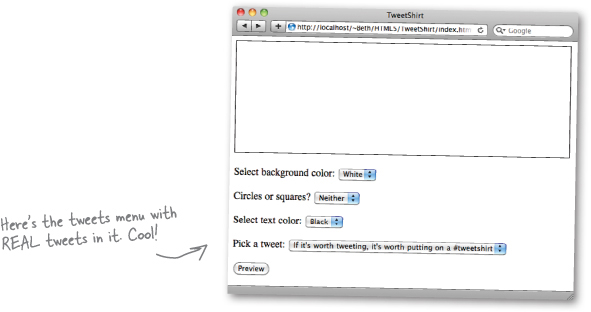 TweetShirt
http://localhost/~Beth/HTML5/TweetShirt/index.htm
Google
Select background color: White
Circles or squares? Neither
Select text color: Black
Pick a tweet: If it's worth tweeting, it's worth putting on a #tweetshirt
Preview
Here's the tweets menu with
REAL tweets in it. Cool!